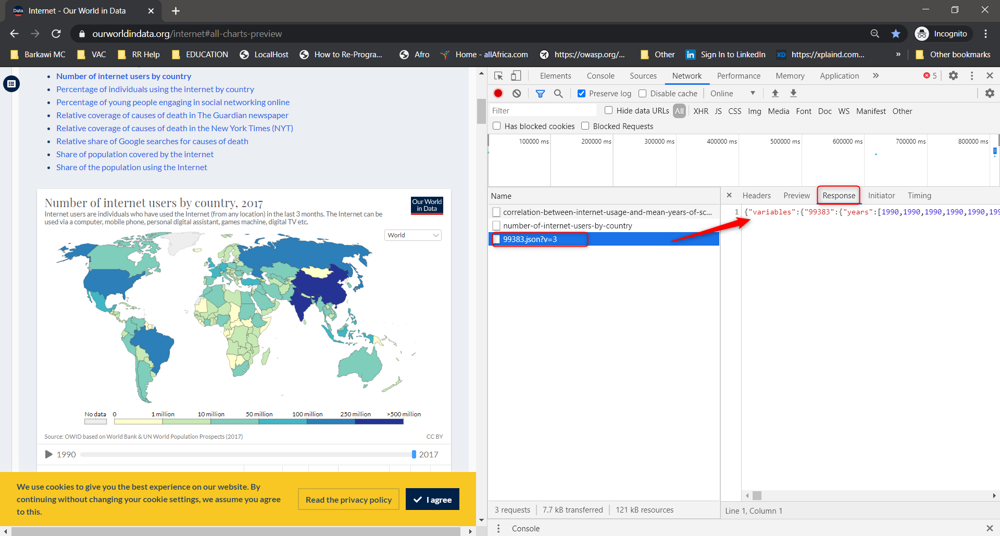 Data Internet - Our World in Data
ourworldindata.org/internet#all-charts-preview
Incognito
Barkawi MC
VAC
RR Help
EDUCATION
LocalHost
How to Re-Progra...
Afro
Home - allAfrica.com
https://owasp.org/...
Other
in Sign In to LinkedIn
XD https://xplaind.com...
»
Other bookmarks
Number of internet users by country
Percentage of individuals using the internet by country
Percentage of young people engaging in social networking online
Relative coverage of causes of death in The Guardian newspaper
Relative coverage of causes of death in the New York Times (NYT)
Relative share of Google searches for causes of death
Share of population covered by the internet
Share of the population using the Internet
Number of internet users by country, 2017
Internet users are individuals who have used the Internet (from any location) in the last 3 months. The Internet can be
used via a computer, mobile phone, personal digital assistant, games machine, digital TV etc.
Our World
in Data
World
No data 0 1 million 10 million 50 million 100 million 250 million >500 million
Source: OWID based on World Bank & UN World Population Prospects (2017)
CC BY
1990
2017
We use cookies to give you the best experience on our website. By
continuing without changing your cookie settings, we assume you agree
to this.
Read the privacy policy
I agree
Elements Console Sources Network Performance Memory Application » 5
Preserve log Disable cache Online
Filter
Hide data URLs All XHR JS CSS Img Media Font Doc WS Manifest Other
Has blocked cookies Blocked Requests
100000 ms 200000 ms 300000 ms 400000 ms 500000 ms 600000 ms 700000 ms 800000 ms
Name
correlation-between-internet-usage-and-mean-years-of-sc...
number-of-internet-users-by-country
99383.json?v=3
Headers Preview Response Initiator Timing
1 {"variables":{"99383":{"years":[1990,1990,1990,1990,1990,199
3 requests 7.7 kB transferred 121 kB resources
Line 1, Column 1
Console